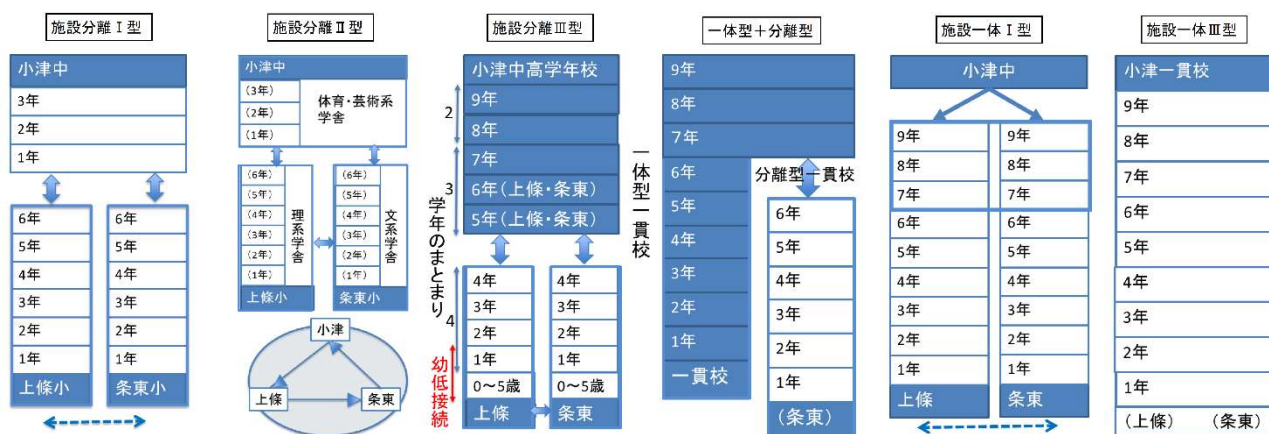 施設分離Ⅰ型
小津中
3年
2年
1年
6年
5年
4年
3年
2年
1年
上條小
6年
5年
4年
3年
2年
1年
条東小
施設分離Ⅱ型
小津中
(3年)
(2年)
(1年)
体育・芸術系
学舎
(6年)
(5年)
(4年)
(3年)
(2年)
(1年)
理系学舎
上條小
(6年)
(5年)
(4年)
(3年)
(2年)
(1年)
文系学舎
条東小
小津
上條
条東
施設分離Ⅲ型
小津中高学年校
9年
8年
7年
6年(上條・条東)
5年(上條・条東)
2
3
4
学年のまとまり
幼低接続
4年
3年
2年
1年
0～5歳
上條
4年
3年
2年
1年
0～5歳
条東
一体型＋分離型
一体型一貫校
9年
8年
7年
6年
5年
4年
3年
2年
1年
一貫校
分離型一貫校
6年
5年
4年
3年
2年
1年
(条東)
施設一体Ⅰ型
小津中
9年
8年
7年
6年
5年
4年
3年
2年
1年
上條
9年
8年
7年
6年
5年
4年
3年
2年
1年
条東
施設一体Ⅲ型
小津一貫校
9年
8年
7年
6年
5年
4年
3年
2年
1年
(上條) (条東)